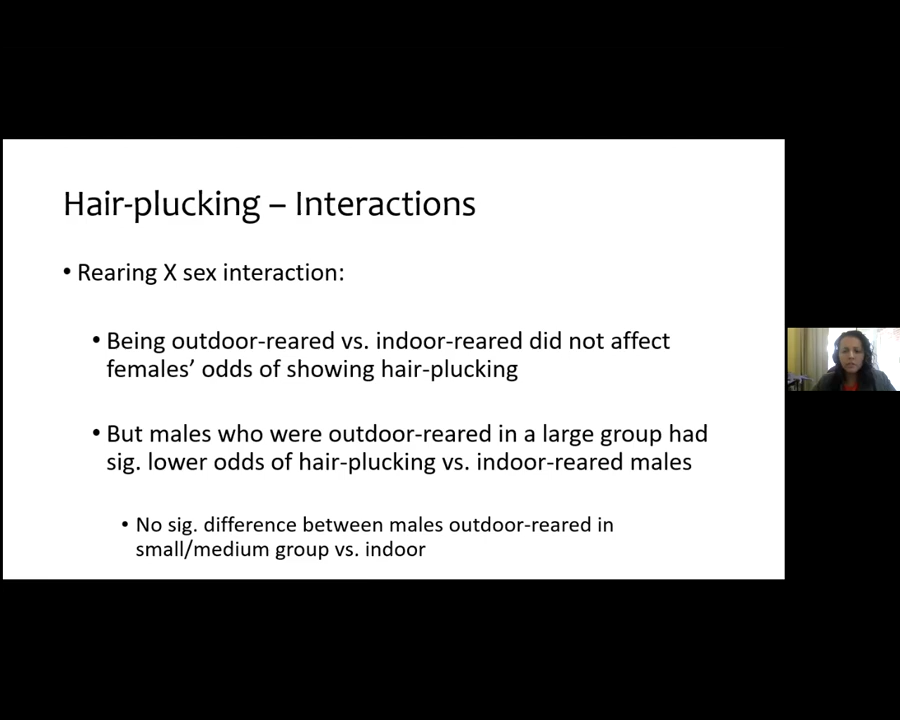 Hair-plucking – Interactions
• Rearing X sex interaction:
• Being outdoor-reared vs. indoor-reared did not affect
females’ odds of showing hair-plucking
• But males who were outdoor-reared in a large group had
sig. lower odds of hair-plucking vs. indoor-reared males
• No sig. difference between males outdoor-reared in
small/medium group vs. indoor